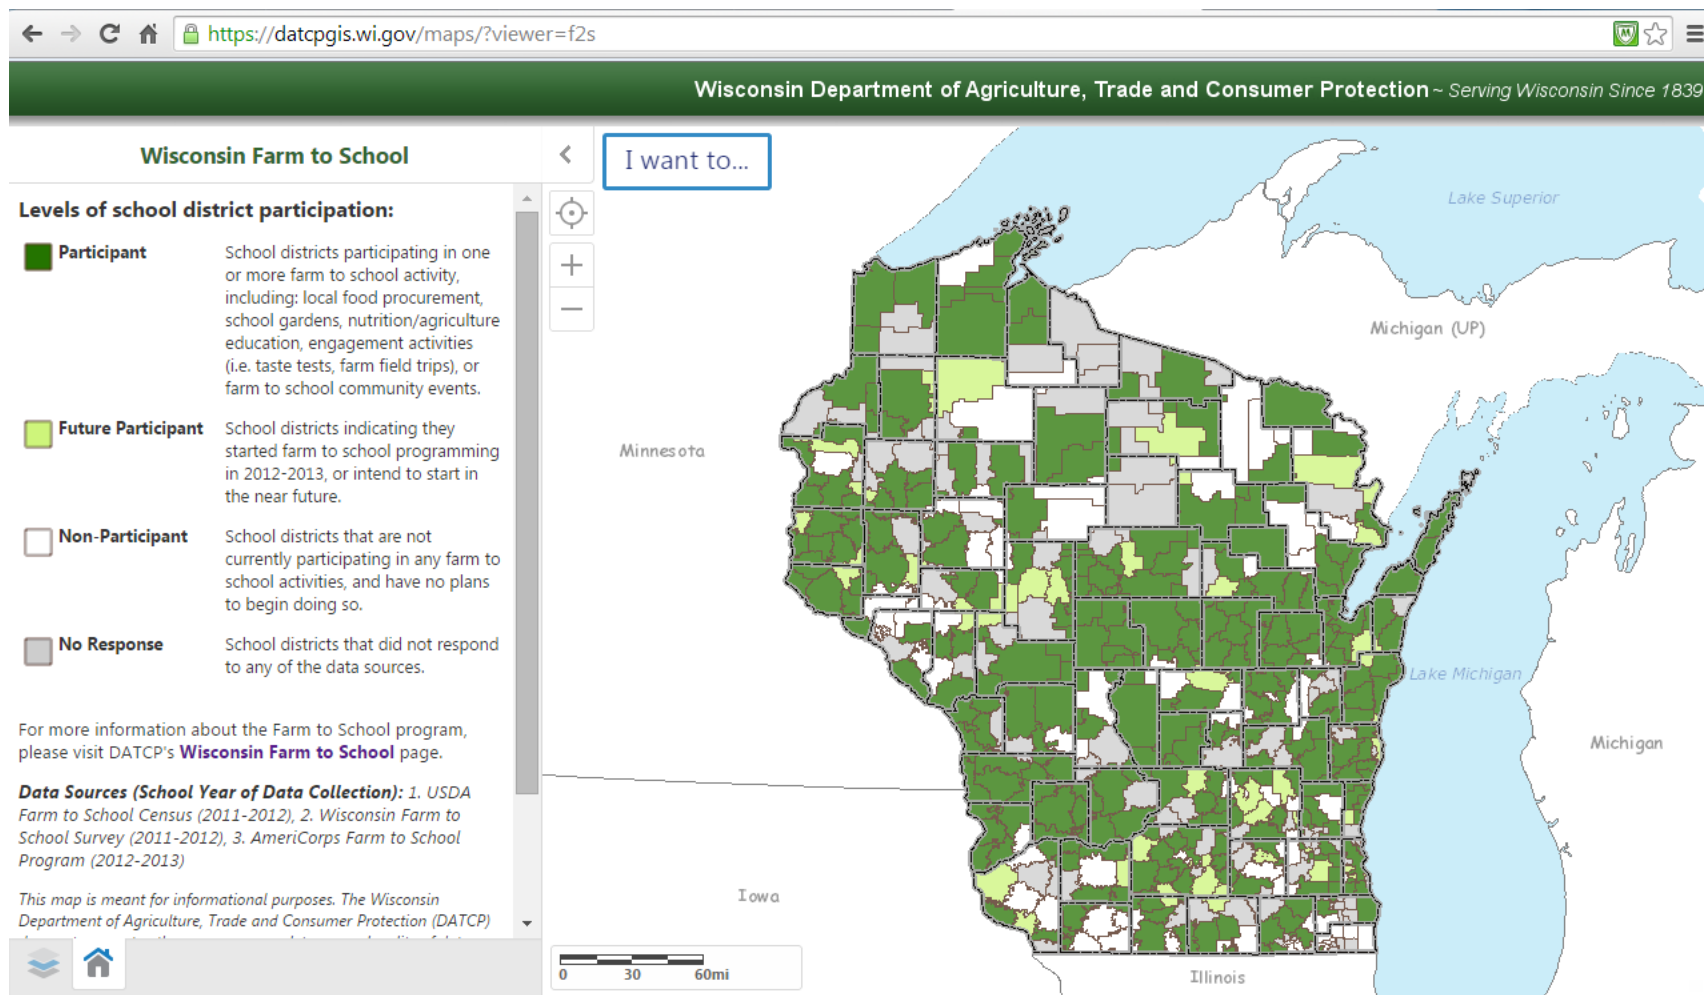 https://datcpgis.wi.gov/maps/?viewer=f2s
Wisconsin Department of Agriculture, Trade and Consumer Protection ~ Serving Wisconsin Since 1839
Wisconsin Farm to School
Levels of school district participation:
Participant
School districts participating in one
or more farm to school activity,
including: local food procurement,
school gardens, nutrition/agriculture
education, engagement activities
(i.e. taste tests, farm field trips), or
farm to school community events.
Future Participant
School districts indicating they
started farm to school programming
in 2012-2013, or intend to start in
the near future.
Non-Participant
School districts that are not
currently participating in any farm to
school activities, and have no plans
to begin doing so.
No Response
School districts that did not respond
to any of the data sources.
For more information about the Farm to School program,
please visit DATCP's Wisconsin Farm to School page.
Data Sources (School Year of Data Collection): 1. USDA
Farm to School Census (2011-2012), 2. Wisconsin Farm to
School Survey (2011-2012), 3. AmeriCorps Farm to School
Program (2012-2013)
This map is meant for informational purposes. The Wisconsin
Department of Agriculture, Trade and Consumer Protection (DATCP)
I want to...
Lake Superior
Michigan (UP)
Minnesota
Lake Michigan
Michigan
Iowa
Illinois
0 30 60mi